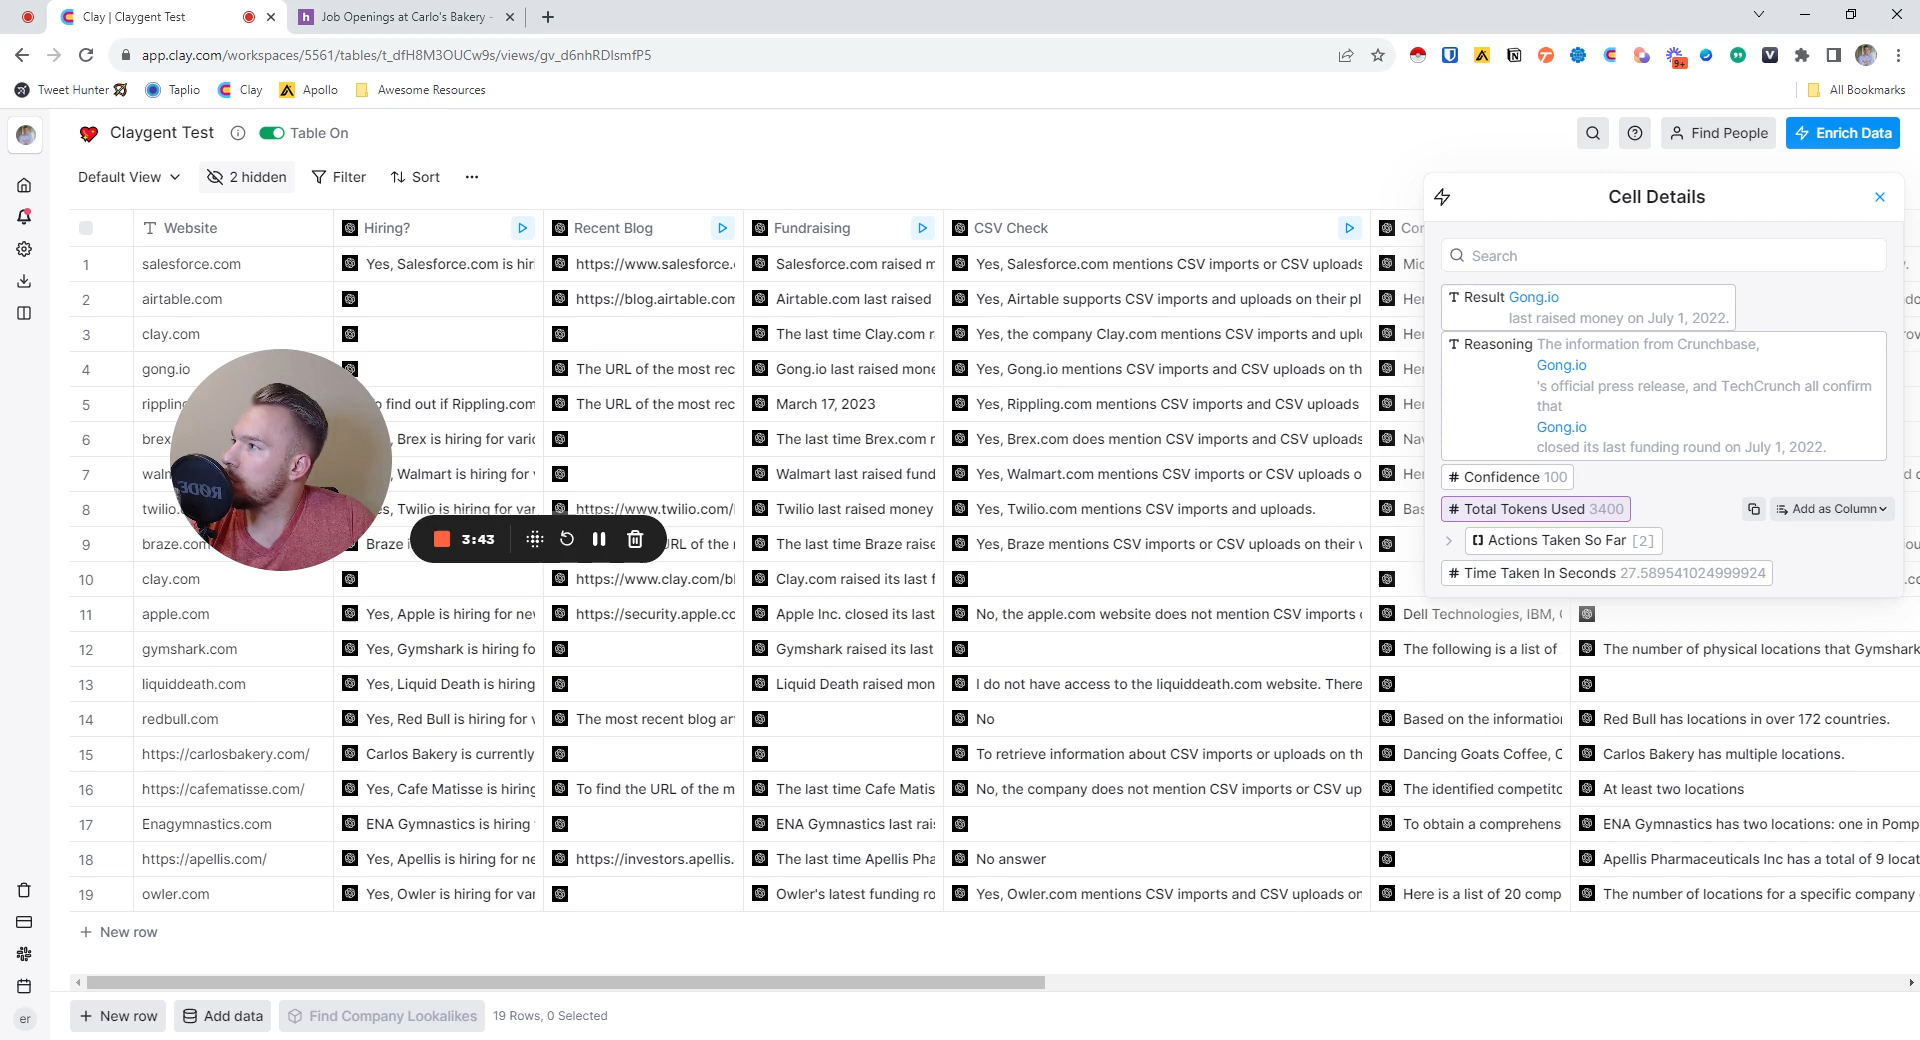 Clay | Claygent Test
Job Openings at Carlo's Bakery -
app.clay.com/workspaces/5561/tables/t_dfH8M3OUCw9s/views/gv_d6nhRDIsmfP5
9+
Tweet Hunter
Taplio
Clay
Apollo
Awesome Resources
All Bookmarks
Claygent Test
Table On
Find People
Enrich Data
Default View
2 hidden
Filter
Sort
Cell Details
Search
T Result Gong.io
last raised money on July 1, 2022.
T Reasoning The information from Crunchbase,
Gong.io
's official press release, and TechCrunch all confirm
that
Gong.io
closed its last funding round on July 1, 2022.
# Confidence 100
# Total Tokens Used 3400
Add as Column
Actions Taken So Far [2]
# Time Taken In Seconds 27.589541024999924
T Website Hiring? Recent Blog Fundraising CSV Check Cor
1 salesforce.com Yes, Salesforce.com is hir https://www.salesforce. Salesforce.com raised m Yes, Salesforce.com mentions CSV imports or CSV uploads Mic
2 airtable.com https://blog.airtable.com Airtable.com last raised Yes, Airtable supports CSV imports and uploads on their pl Her
3 clay.com The last time Clay.com r Yes, the company Clay.com mentions CSV imports and uplo Her
4 gong.io The URL of the most rec Gong.io last raised mone Yes, Gong.io mentions CSV imports and CSV uploads on th Her
5 rippling o find out if Rippling.com The URL of the most rec March 17, 2023 Yes, Rippling.com mentions CSV imports and CSV uploads Her
6 brex , Brex is hiring for vario The last time Brex.com r Yes, Brex.com does mention CSV imports and CSV uploads Nav
7 waln , Walmart is hiring for Walmart last raised fund Yes, Walmart.com mentions CSV imports or CSV uploads o Her
8 twilio. es, Twilio is hiring for var https://www.twilio.com/ Twilio last raised money Yes, Twilio.com mentions CSV imports and uploads. Bas
9 braze.com Braze i URL of the The last time Braze raise Yes, Braze mentions CSV imports or CSV uploads on their
10 clay.com https://www.clay.com/bl Clay.com raised its last f
11 apple.com Yes, Apple is hiring for ne https://security.apple.co Apple Inc. closed its last No, the apple.com website does not mention CSV imports Dell Technologies, IBM,
12 gymshark.com Yes, Gymshark is hiring fo Gymshark raised its last The following is a list of The number of physical locations that Gymshark
13 liquiddeath.com Yes, Liquid Death is hiring Liquid Death raised mon I do not have access to the liquiddeath.com website. There
14 redbull.com Yes, Red Bull is hiring for The most recent blog ar No Based on the information Red Bull has locations in over 172 countries.
15 https://carlosbakery.com/ Carlos Bakery is currently To retrieve information about CSV imports or uploads on th Dancing Goats Coffee, C Carlos Bakery has multiple locations.
16 https://cafematisse.com/ Yes, Cafe Matisse is hiring To find the URL of the m The last time Cafe Matis No, the company does not mention CSV imports or CSV up The identified competito At least two locations
17 Enagymnastics.com ENA Gymnastics is hiring ENA Gymnastics last rai To obtain a comprehens ENA Gymnastics has two locations: one in Pomp
18 https://apellis.com/ Yes, Apellis is hiring for ne https://investors.apellis. The last time Apellis Pha No answer Apellis Pharmaceuticals Inc has a total of 9 locat
19 owler.com Yes, Owler is hiring for var Owler's latest funding ro Yes, Owler.com mentions CSV imports and CSV uploads on Here is a list of 20 comp The number of locations for a specific company
RØDE
3:43
+ New row
+ New row
Add data
Find Company Lookalikes
19 Rows, 0 Selected
er